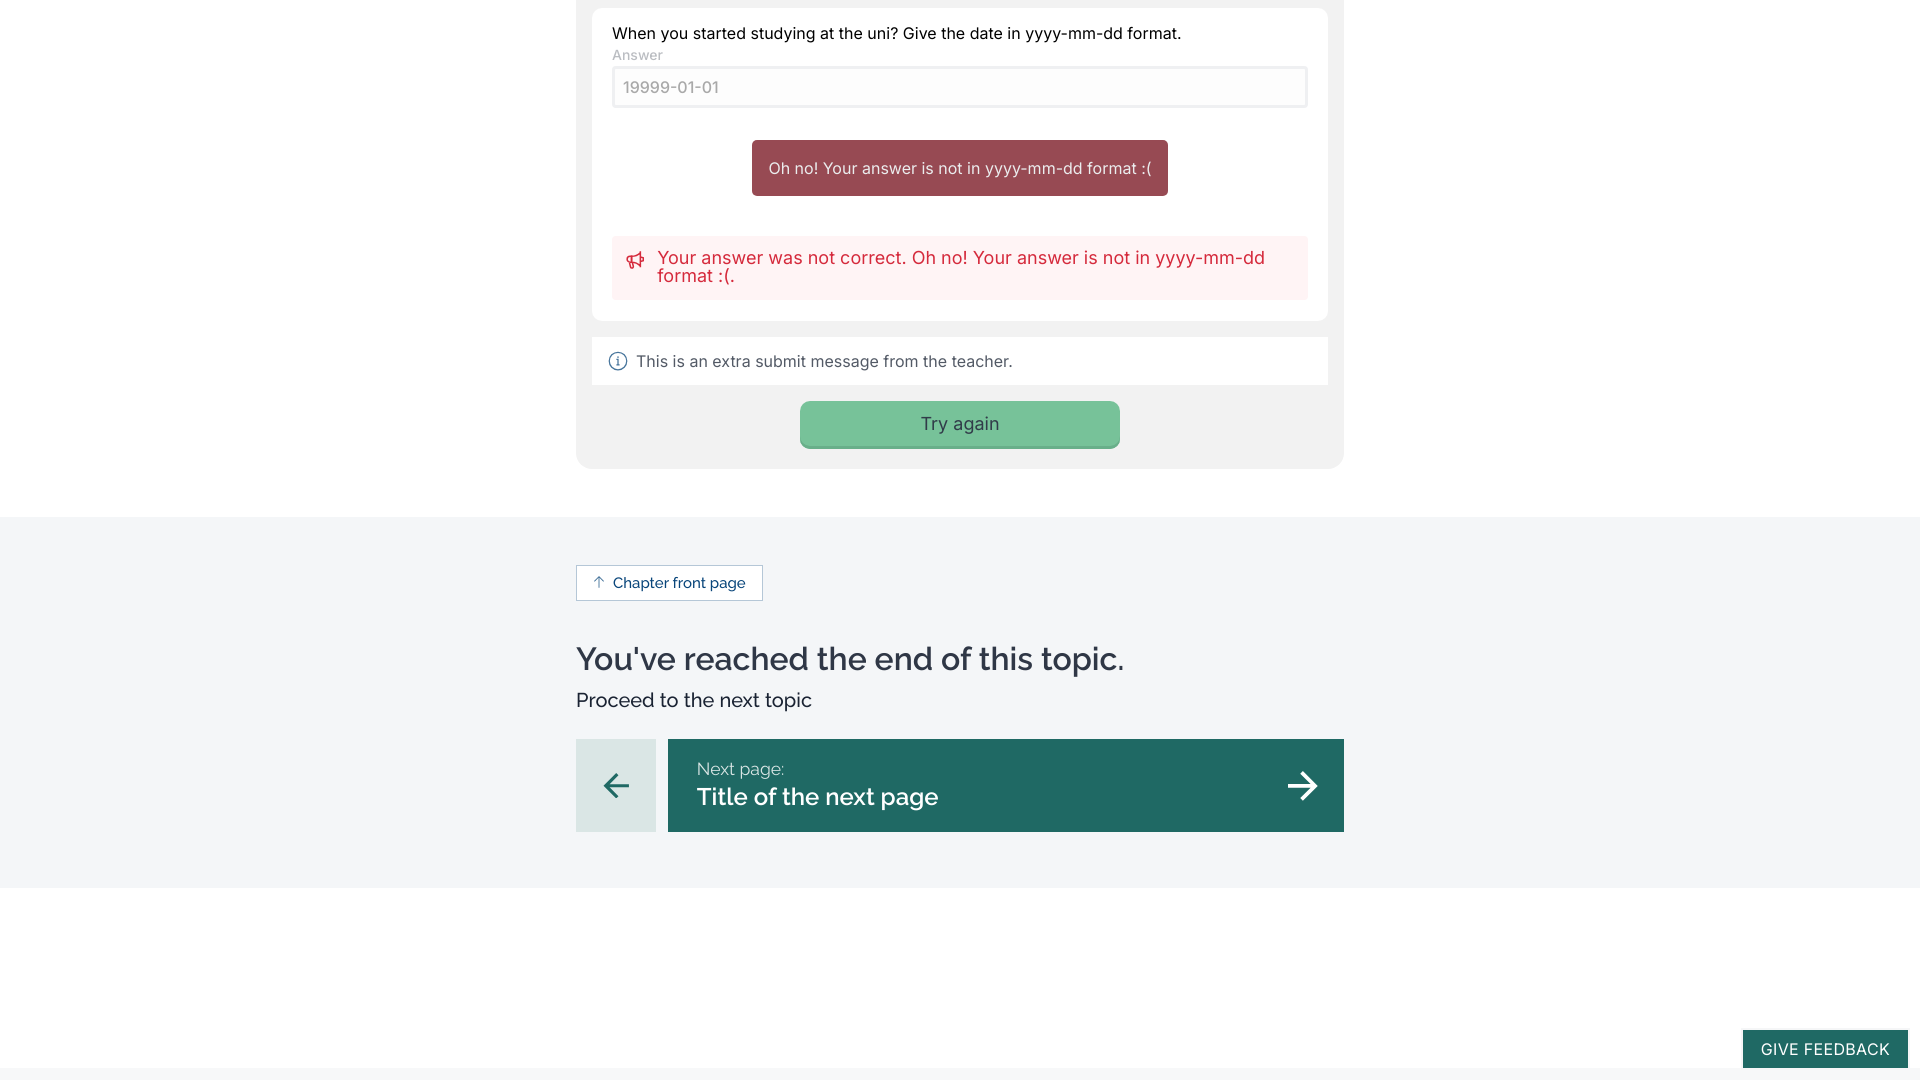 When you started studying at the uni? Give the date in yyyy-mm-dd format.
Answer
19999-01-01
Oh no! Your answer is not in yyyy-mm-dd format :(
Your answer was not correct. Oh no! Your answer is not in yyyy-mm-dd
format :(.
This is an extra submit message from the teacher.
Try again
Chapter front page
You've reached the end of this topic.
Proceed to the next topic
Next page:
Title of the next page
GIVE FEEDBACK